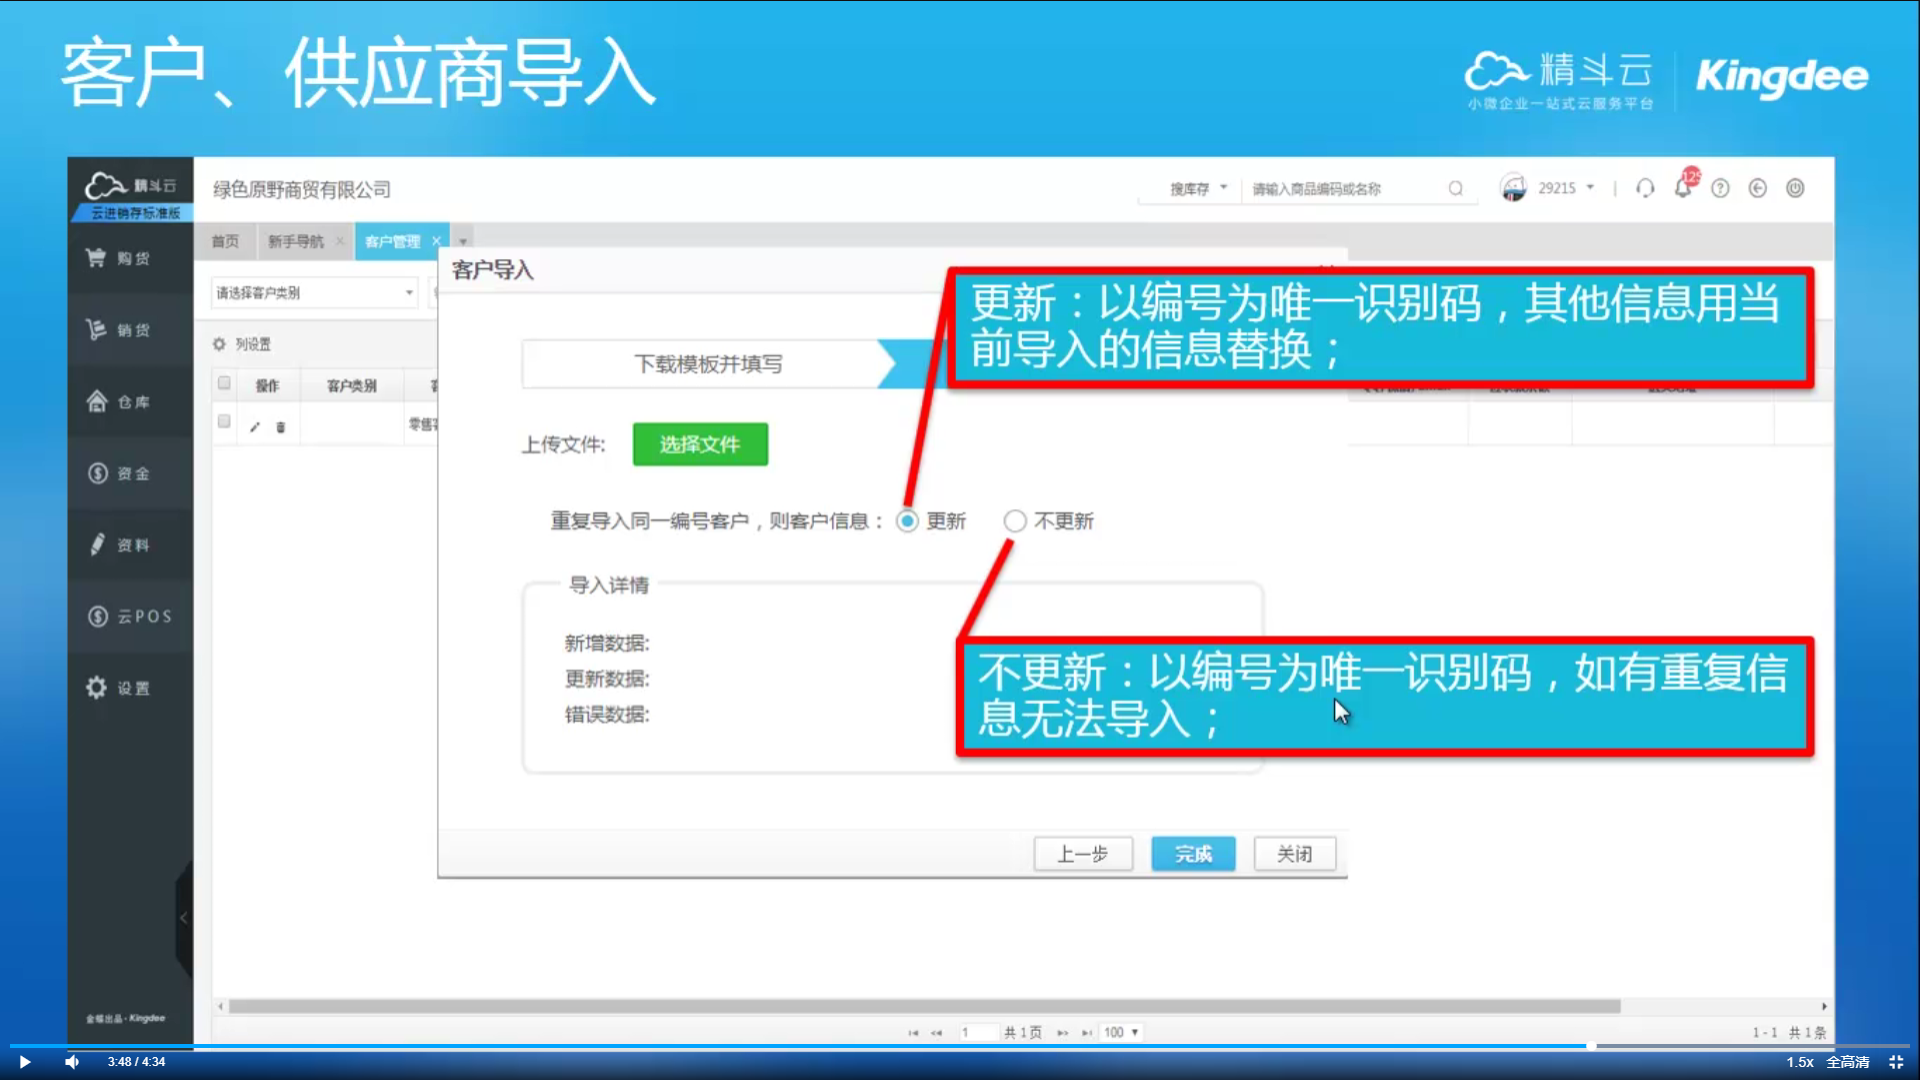 客户、供应商导入
精斗云
小微企业一站式云服务平台
Kingdee
精斗云
云进销存标准版
绿色原野商贸有限公司
搜库存
请输入商品编码或名称
29215
125
首页
新手导航
客户管理
购货
销货
仓库
资金
资料
云POS
设置
金蝶出品·Kingdee
请选择客户类别
列设置
操作
客户类别
零售
客户导入
下载模板并填写
上传文件:
选择文件
重复导入同一编号客户，则客户信息：
更新
不更新
导入详情
新增数据:
更新数据:
错误数据:
更新：以编号为唯一识别码，其他信息用当
前导入的信息替换；
不更新：以编号为唯一识别码，如有重复信
息无法导入；
上一步
完成
关闭
1
共1页
100
1 - 1 共1条
3:48 / 4:34
1.5x
全高清